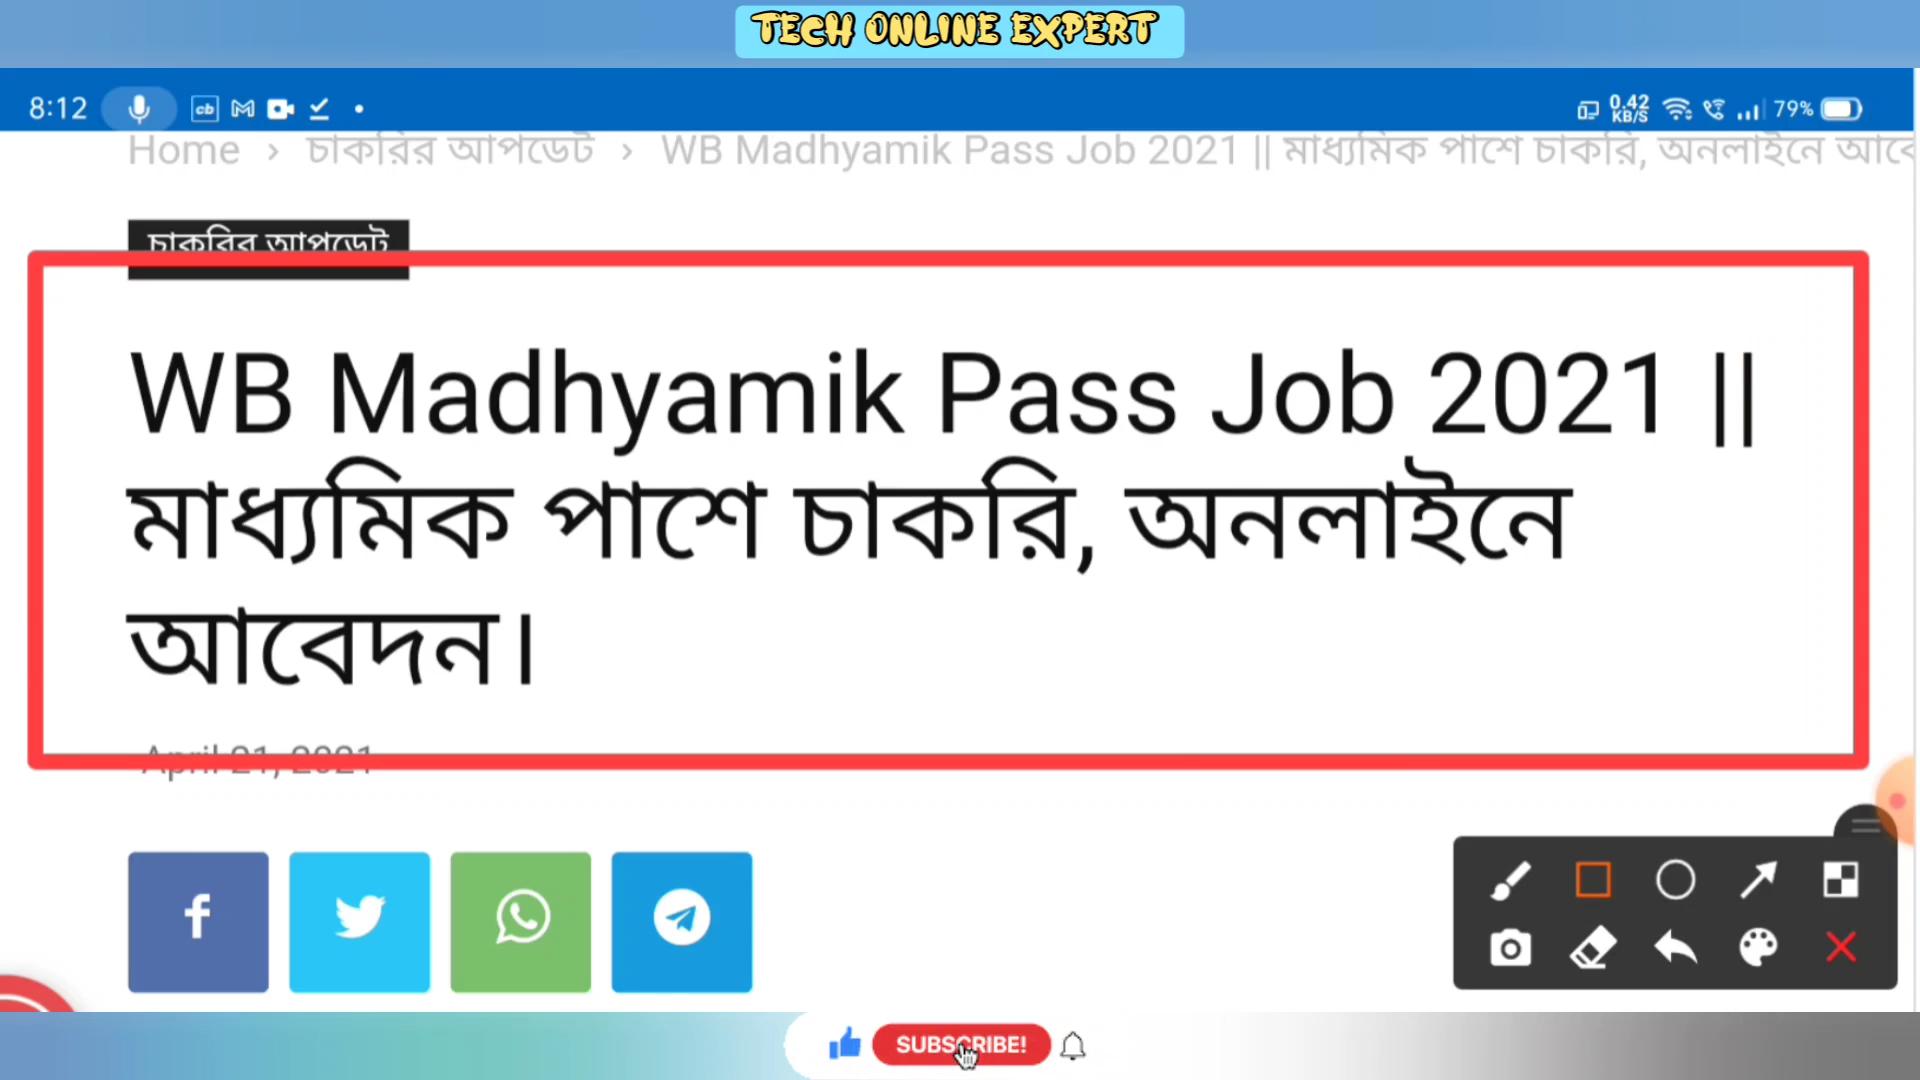 TECH ONLINE EXPERT
8:12 cb 0.42 KB/S 79%
Home › চাকরির আপডেট › WB Madhyamik Pass Job 2021 || মাধ্যমিক পাশে চাকরি, অনলাইনে আবে
চাকরির আপডেট
WB Madhyamik Pass Job 2021 ||
মাধ্যমিক পাশে চাকরি, অনলাইনে
আবেদন।
April 21, 2021
SUBSCRIBE!